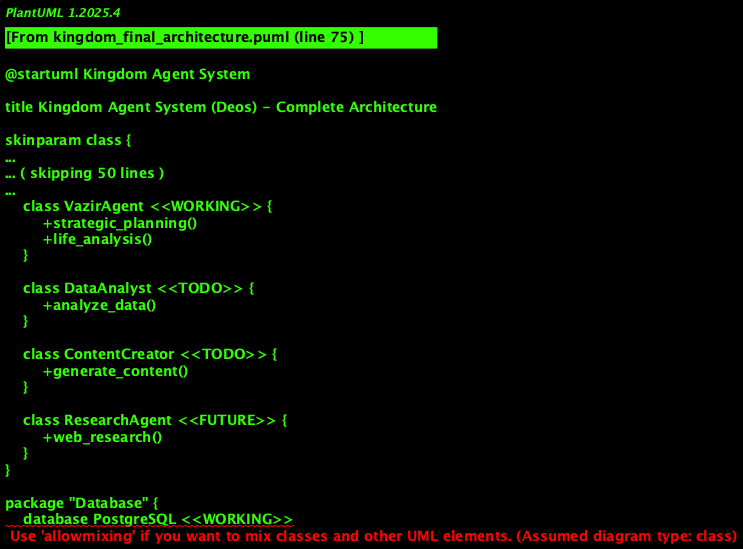 PlantUML 1.2025.4
[From kingdom_final_architecture.puml (line 75) ]
@startuml Kingdom Agent System
title Kingdom Agent System (Deos) - Complete Architecture
skinparam class {
...
... ( skipping 50 lines )
...
class VazirAgent <<WORKING>> {
+strategic_planning()
+life_analysis()
}
class DataAnalyst <<TODO>> {
+analyze_data()
}
class ContentCreator <<TODO>> {
+generate_content()
}
class ResearchAgent <<FUTURE>> {
+web_research()
}
}
package "Database" {
database PostgreSQL <<WORKING>>
Use 'allowmixing' if you want to mix classes and other UML elements. (Assumed diagram type: class)